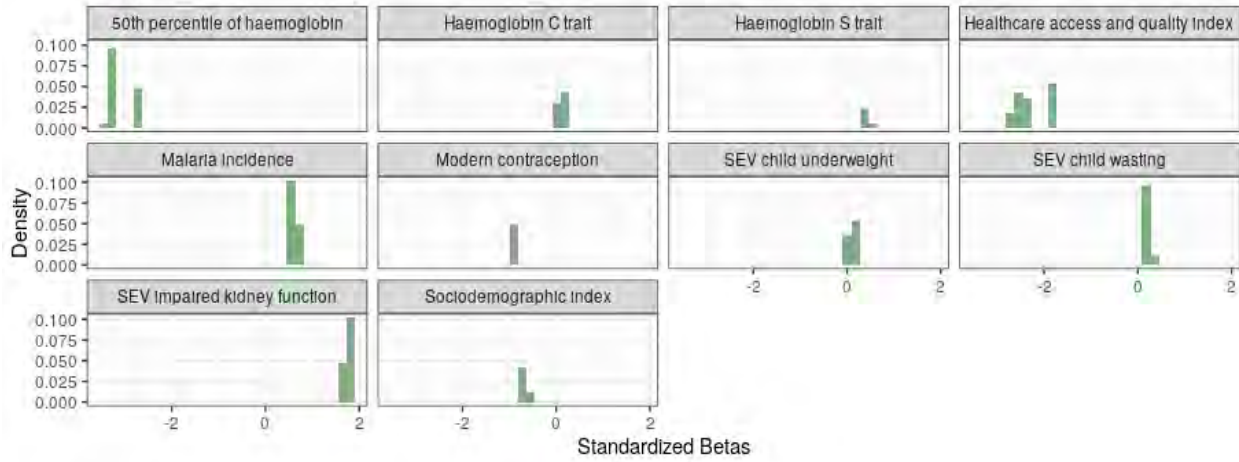 50th percentile of haemoglobin
Haemoglobin C trait
Haemoglobin S trait
Healthcare access and quality index
0.100
0.075
0.050
0.025
0.000
Malaria incidence
Modern contraception
SEV child underweight
SEV child wasting
0.100
0.075
0.050
0.025
0.000
-2 0 2
-2 0 2
SEV impaired kidney function
Sociodemographic index
0.100
0.075
0.050
0.025
0.000
-2 0 2
-2 0 2
Density
Standardized Betas